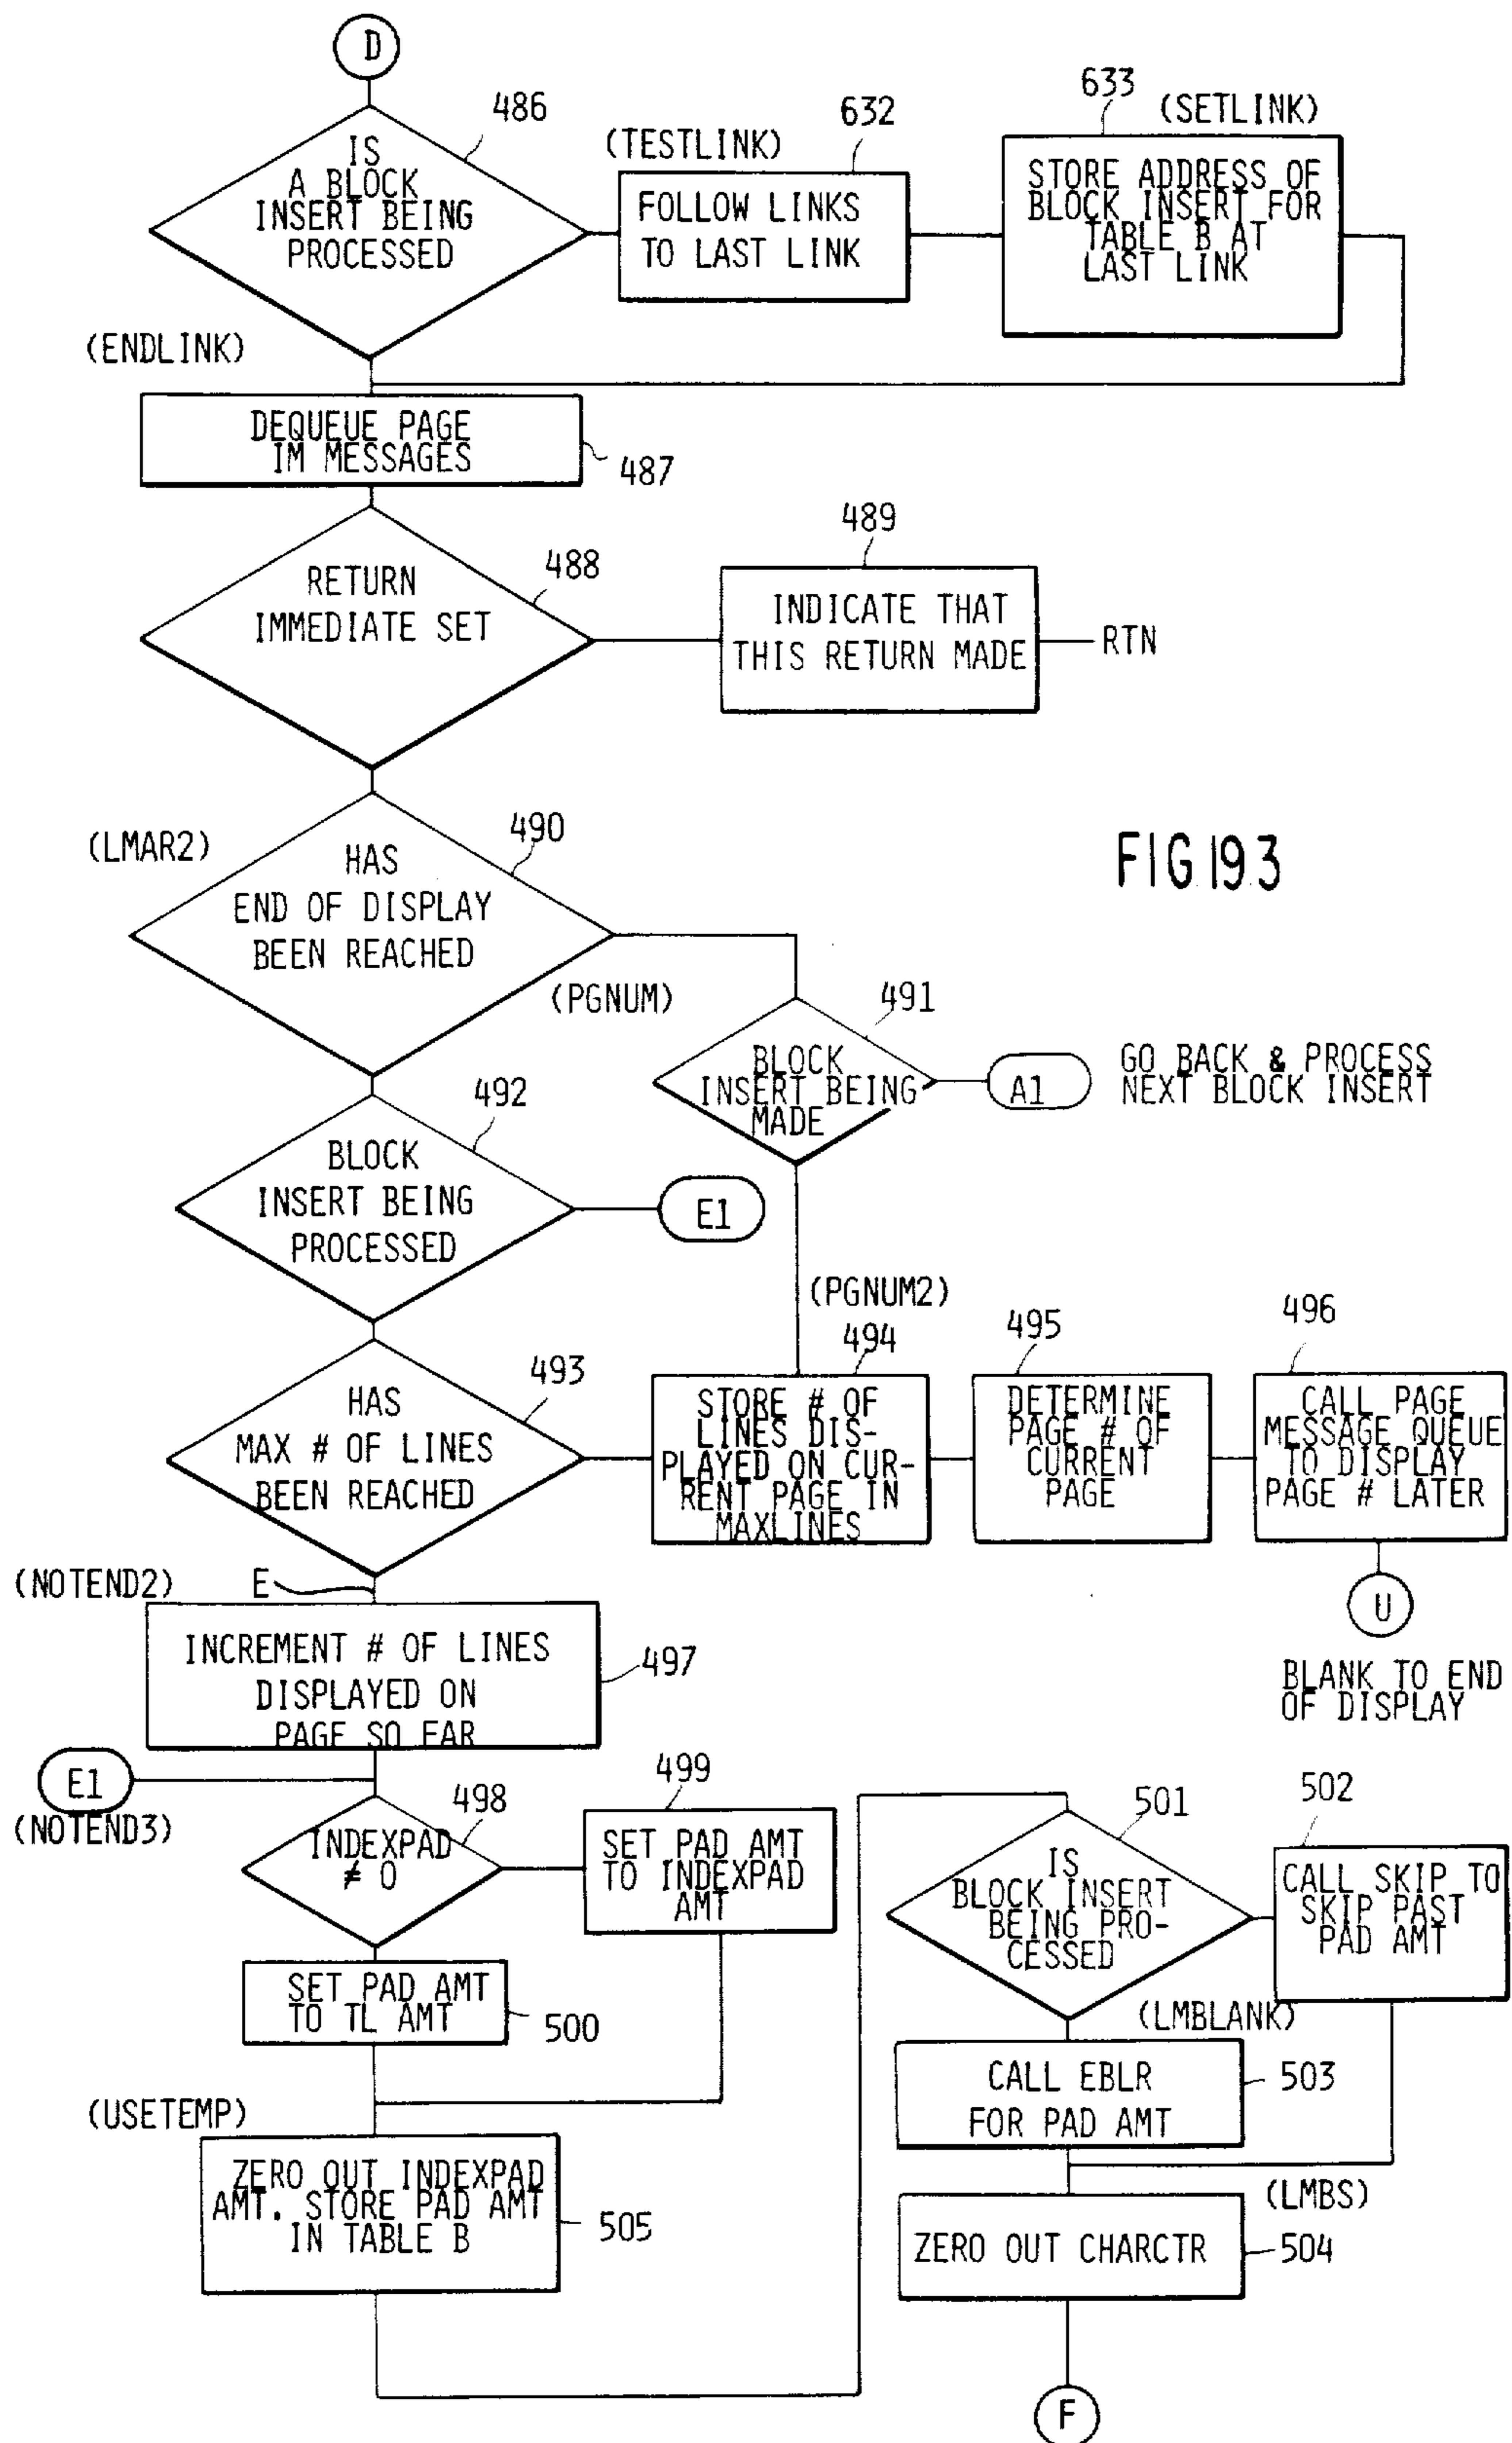 D
486
IS
A BLOCK
INSERT BEING
PROCESSED
(TESTLINK)
632
FOLLOW LINKS
TO LAST LINK
633
(SETLINK)
STORE ADDRESS OF
BLOCK INSERT FOR
TABLE B AT
LAST LINK
(ENDLINK)
DEQUEUE PAGE
IM MESSAGES
487
RETURN
IMMEDIATE SET
488
489
INDICATE THAT
THIS RETURN MADE
RTN
(LMAR2)
490
HAS
END OF DISPLAY
BEEN REACHED
FIG 193
(PGNUM)
491
BLOCK
INSERT BEING
MADE
A1
GO BACK & PROCESS
NEXT BLOCK INSERT
492
BLOCK
INSERT BEING
PROCESSED
E1
(PGNUM2)
493
HAS
MAX # OF LINES
BEEN REACHED
494
STORE # OF
LINES DIS-
PLAYED ON CUR-
RENT PAGE IN
MAXLINES
495
DETERMINE
PAGE # OF
CURRENT
PAGE
496
CALL PAGE
MESSAGE QUEUE
TO DISPLAY
PAGE # LATER
U
BLANK TO END
OF DISPLAY
(NOTEND2)
E
INCREMENT # OF LINES
DISPLAYED ON
PAGE SO FAR
497
E1
(NOTEND3)
498
INDEXPAD
≠ 0
499
SET PAD AMT
TO INDEXPAD
AMT
SET PAD AMT
TO TL AMT
500
(USETEMP)
ZERO OUT INDEXPAD
AMT. STORE PAD AMT
IN TABLE B
505
501
IS
BLOCK INSERT
BEING PRO-
CESSED
502
CALL SKIP TO
SKIP PAST
PAD AMT
(LMBLANK)
CALL EBLR
FOR PAD AMT
503
(LMBS)
ZERO OUT CHARCTR
504
F